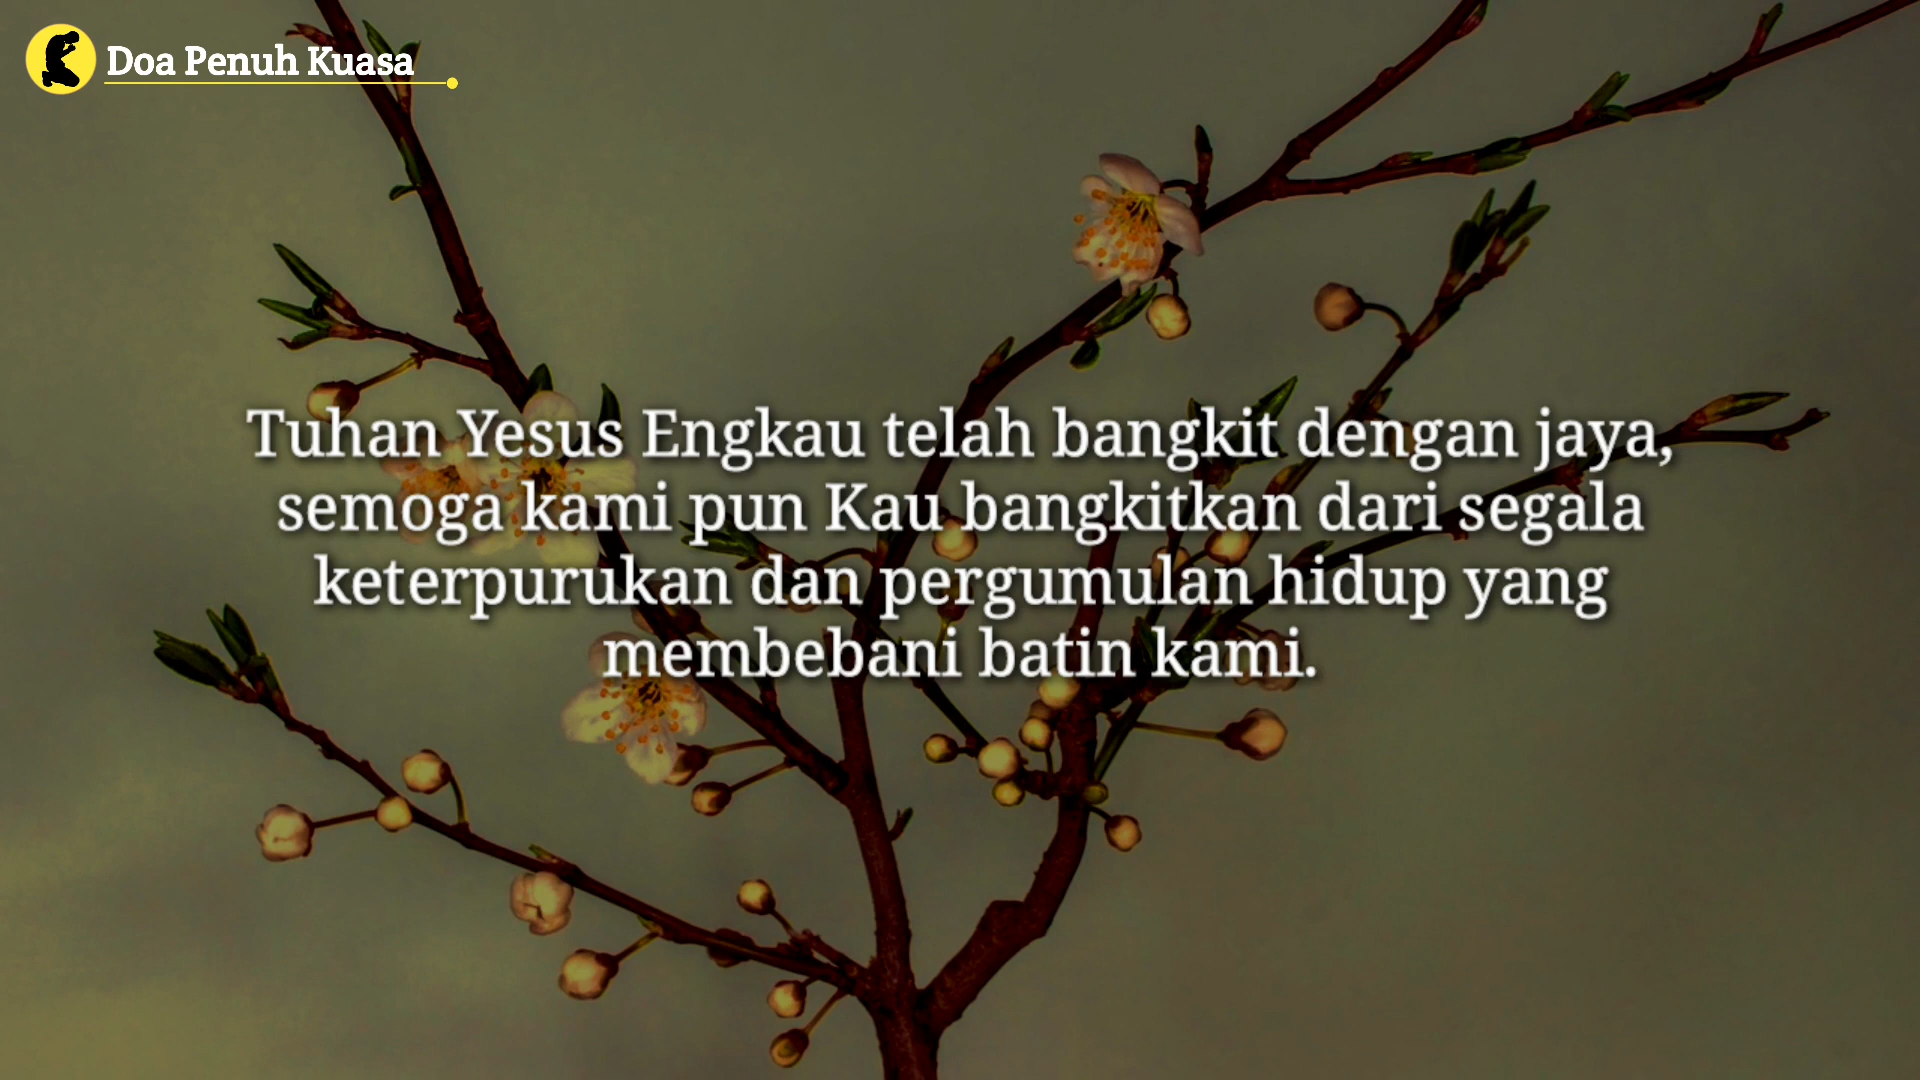 Doa Penuh Kuasa
Tuhan Yesus Engkau telah bangkit dengan jaya,
semoga kami pun Kau bangkitkan dari segala
keterpurukan dan pergumulan hidup yang
membebani batin kami.